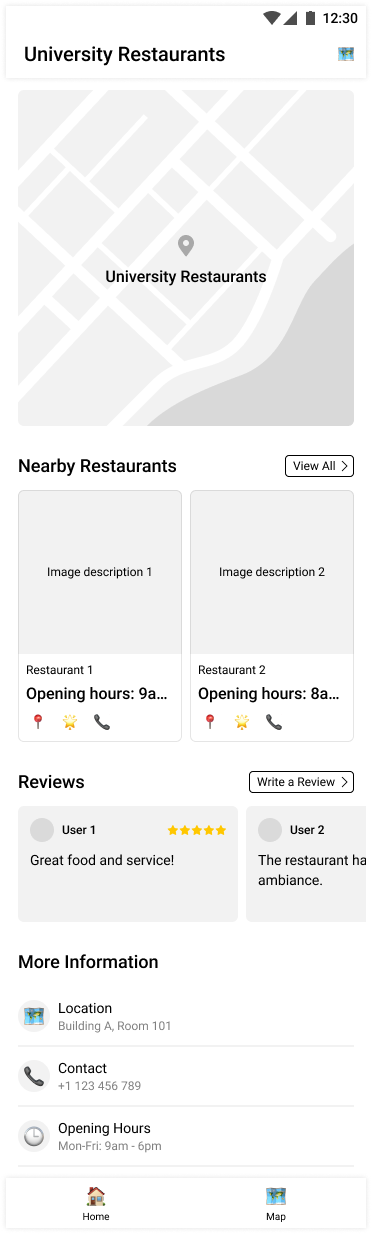 12:30
University Restaurants
University Restaurants
Nearby Restaurants
View All
Image description 1
Image description 2
Restaurant 1
Restaurant 2
Opening hours: 9a...
Opening hours: 8a...
Reviews
Write a Review
User 1
User 2
Great food and service!
The restaurant ha
ambiance.
More Information
Location
Building A, Room 101
Contact
+1 123 456 789
Opening Hours
Mon-Fri: 9am - 6pm
Home
Map